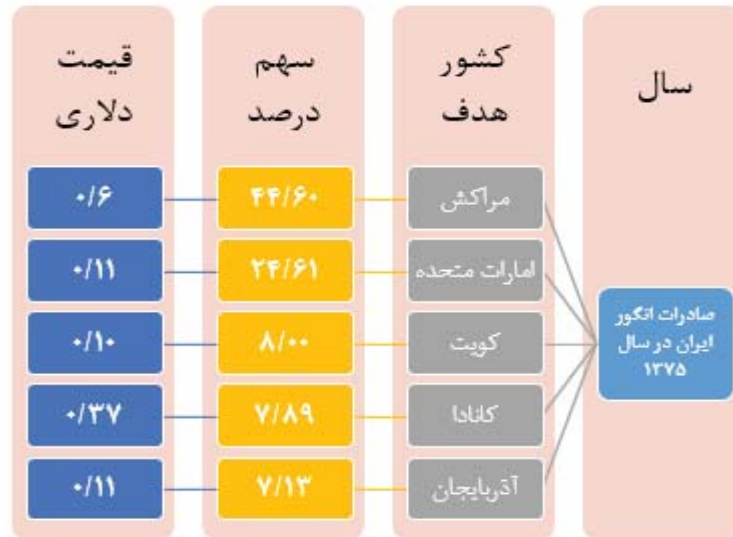 سال
کشور
هدف
سهم
درصد
قیمت
دلاری
صادرات انگور
ایران در سال
۱۳۷۵
مراکش
۴۴/۶۰
۰/۶
امارات متحده
۲۴/۶۱
۰/۱۱
کویت
۸/۰۰
۰/۱۰
کانادا
۷/۸۹
۰/۳۷
آذربایجان
۷/۱۳
۰/۱۱